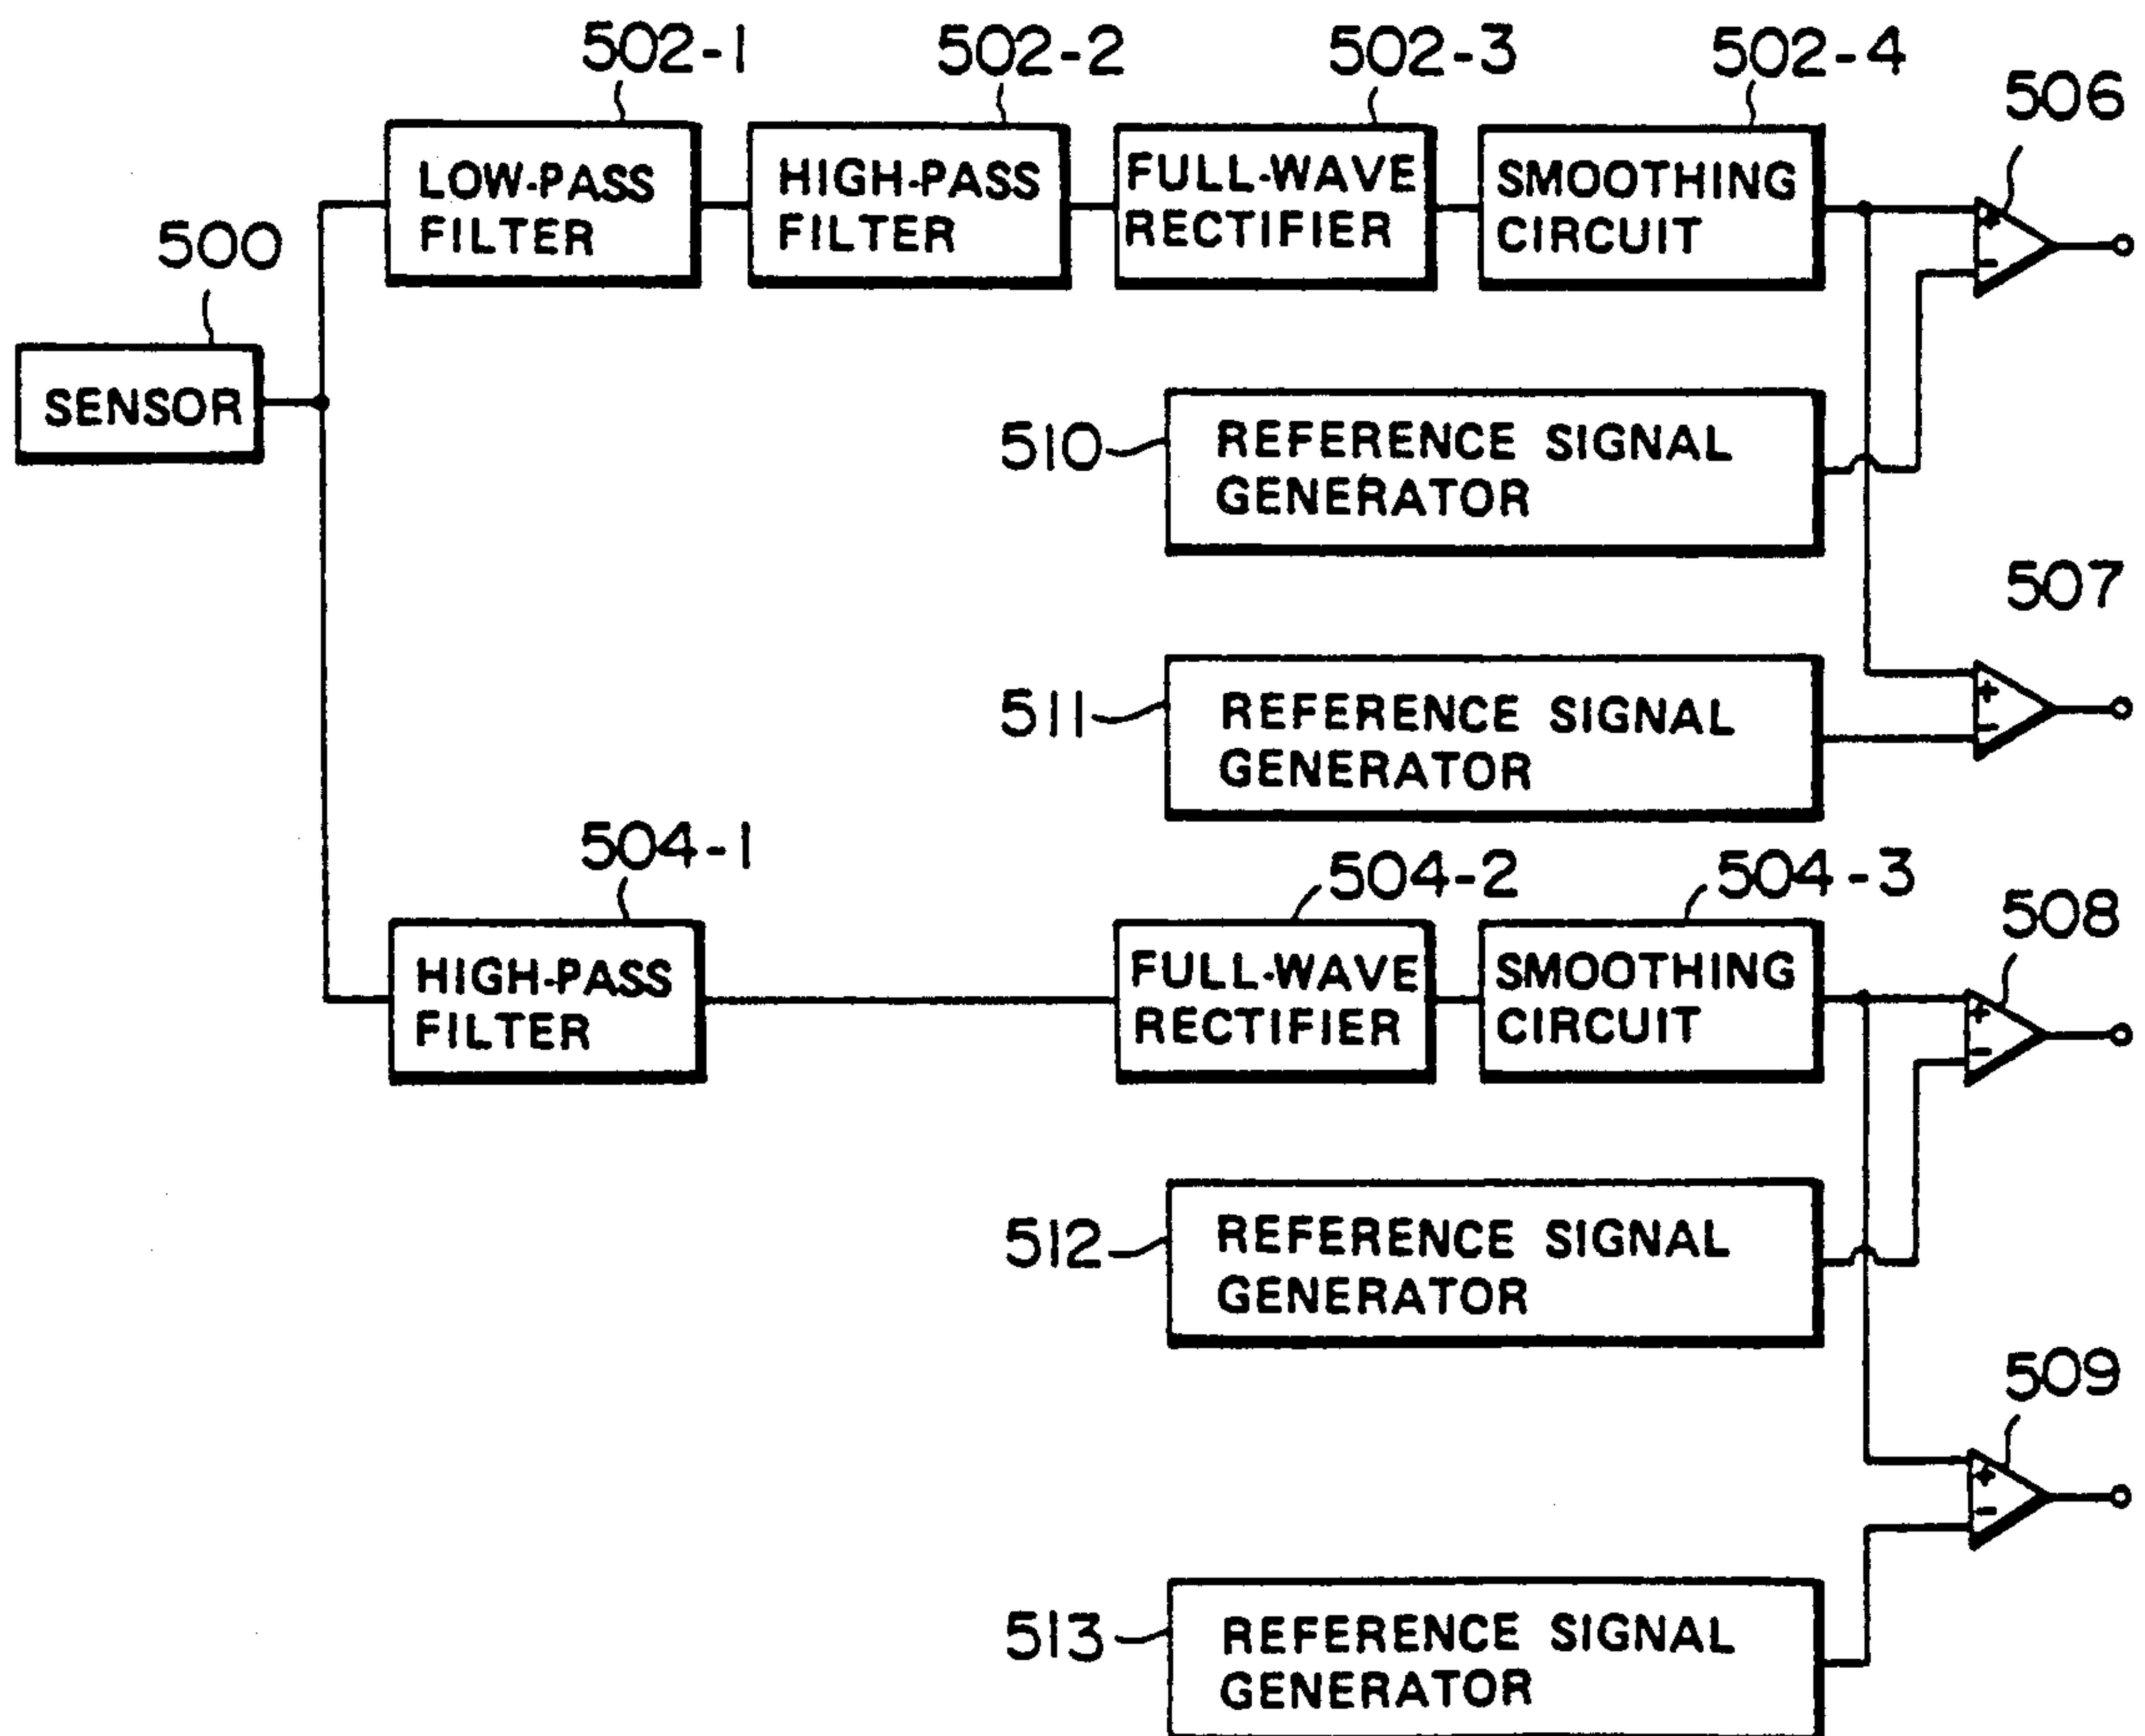 502-1
502-2
502-3
502-4
506
LOW-PASS
FILTER
HIGH-PASS
FILTER
FULL-WAVE
RECTIFIER
SMOOTHING
CIRCUIT
+
-
500
SENSOR
510
REFERENCE SIGNAL
GENERATOR
507
511
REFERENCE SIGNAL
GENERATOR
+
-
504-1
504-2
504-3
508
HIGH-PASS
FILTER
FULL-WAVE
RECTIFIER
SMOOTHING
CIRCUIT
+
-
512
REFERENCE SIGNAL
GENERATOR
509
+
-
513
REFERENCE SIGNAL
GENERATOR